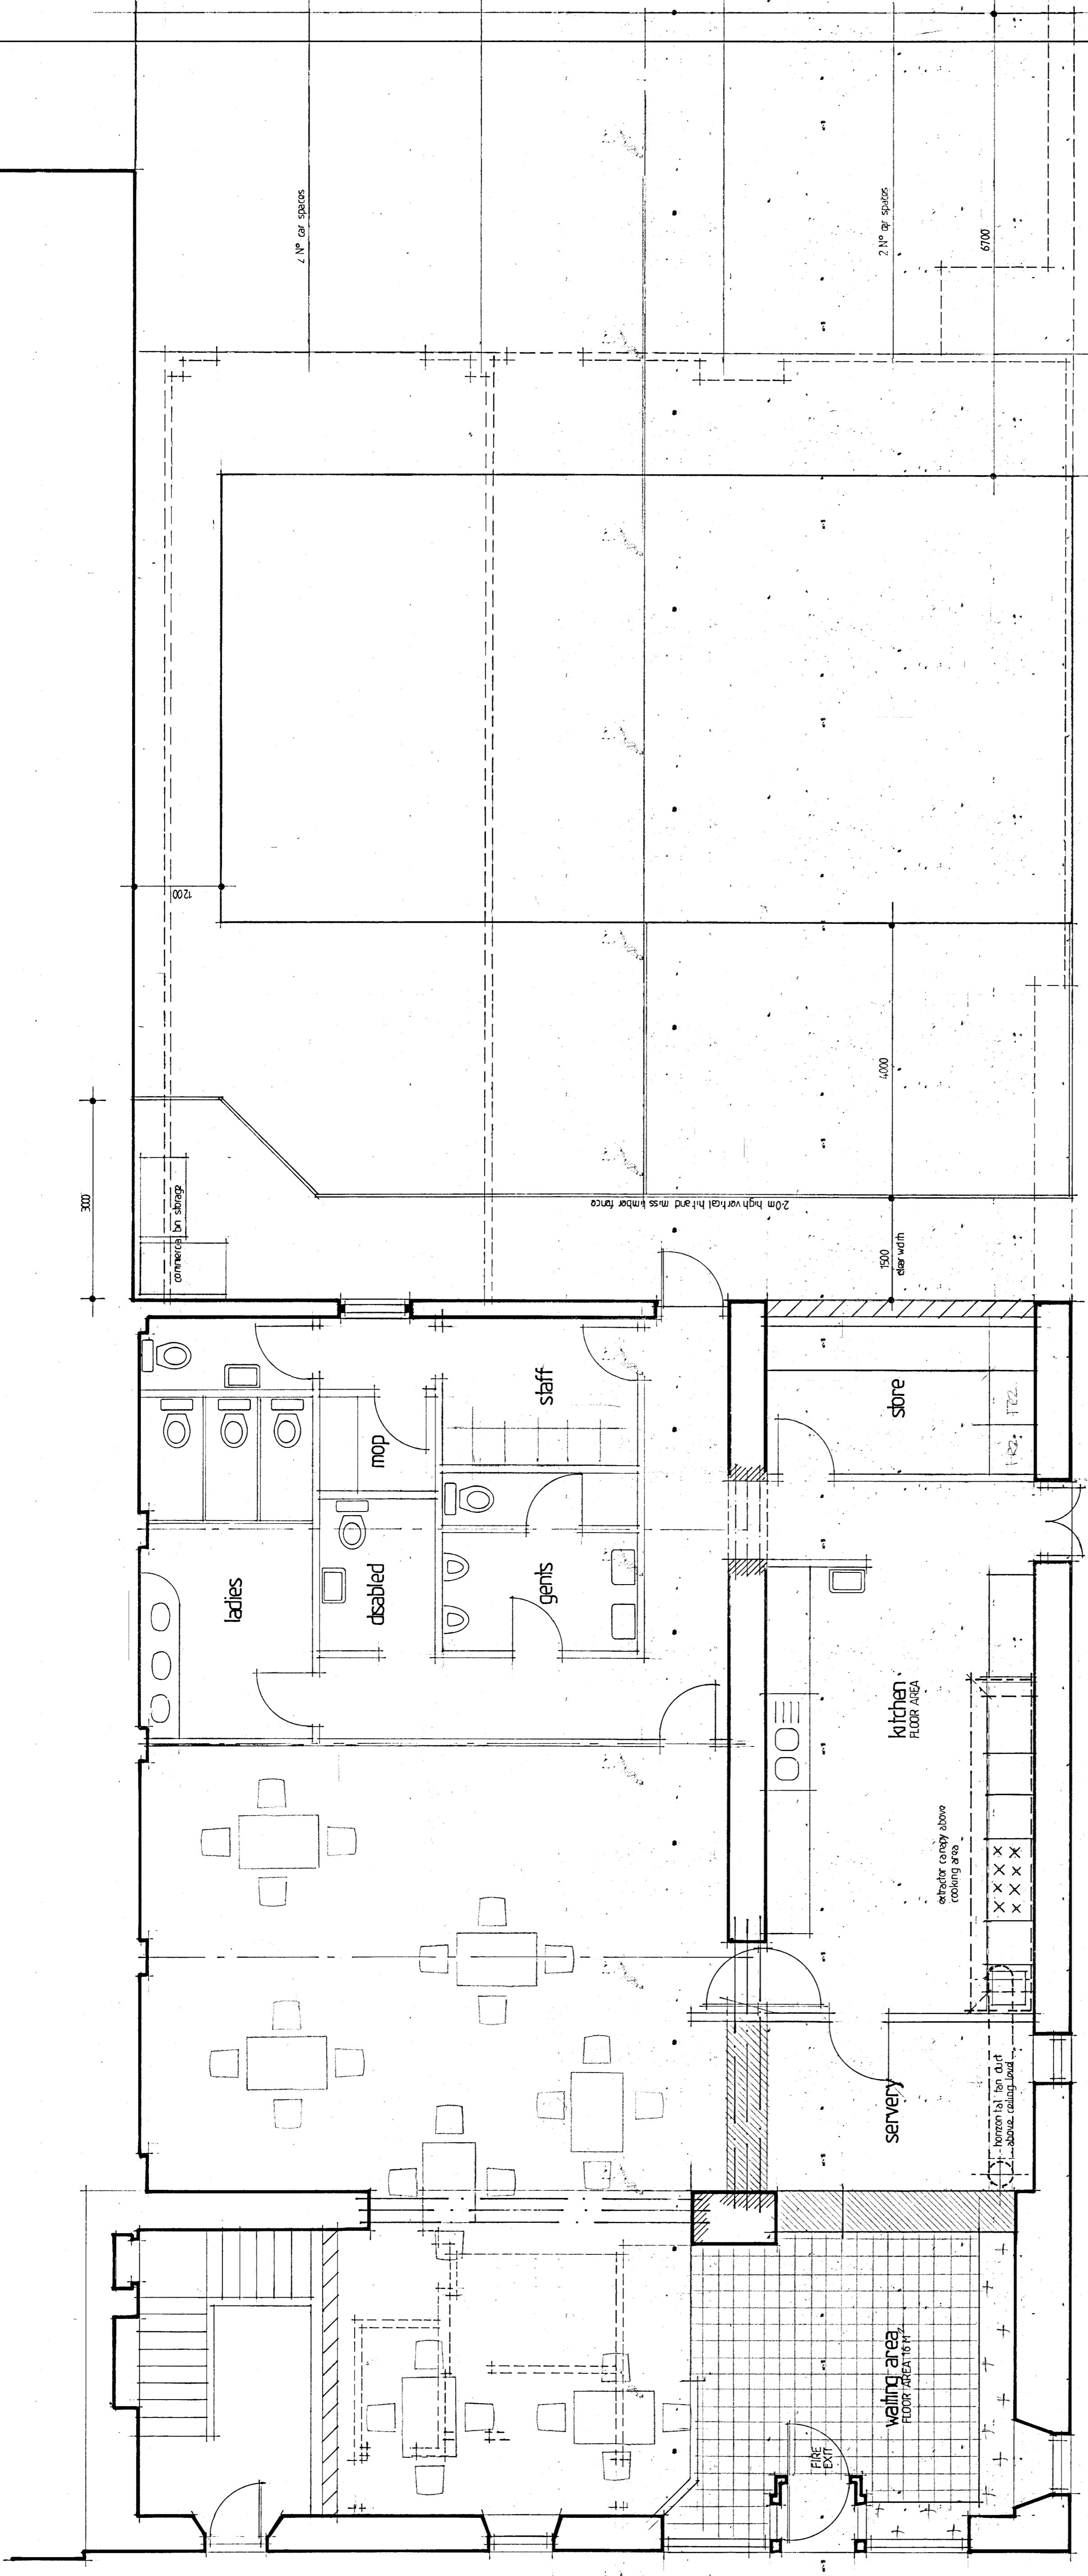 2 Nº car spaces
2 Nº car spaces
6700
1200
4000
3000
commercial bin storage
2·0m high vertical hit and miss timber fence
1500
clear width
staff
store
FRZ.
FRZ.
mop
ladies
disabled
gents
kitchen
FLOOR AREA
extractor canopy above
cooking area
servery
horizontal fan duct
above ceiling level
waiting area
FLOOR AREA 16 M²
FIRE
EXIT